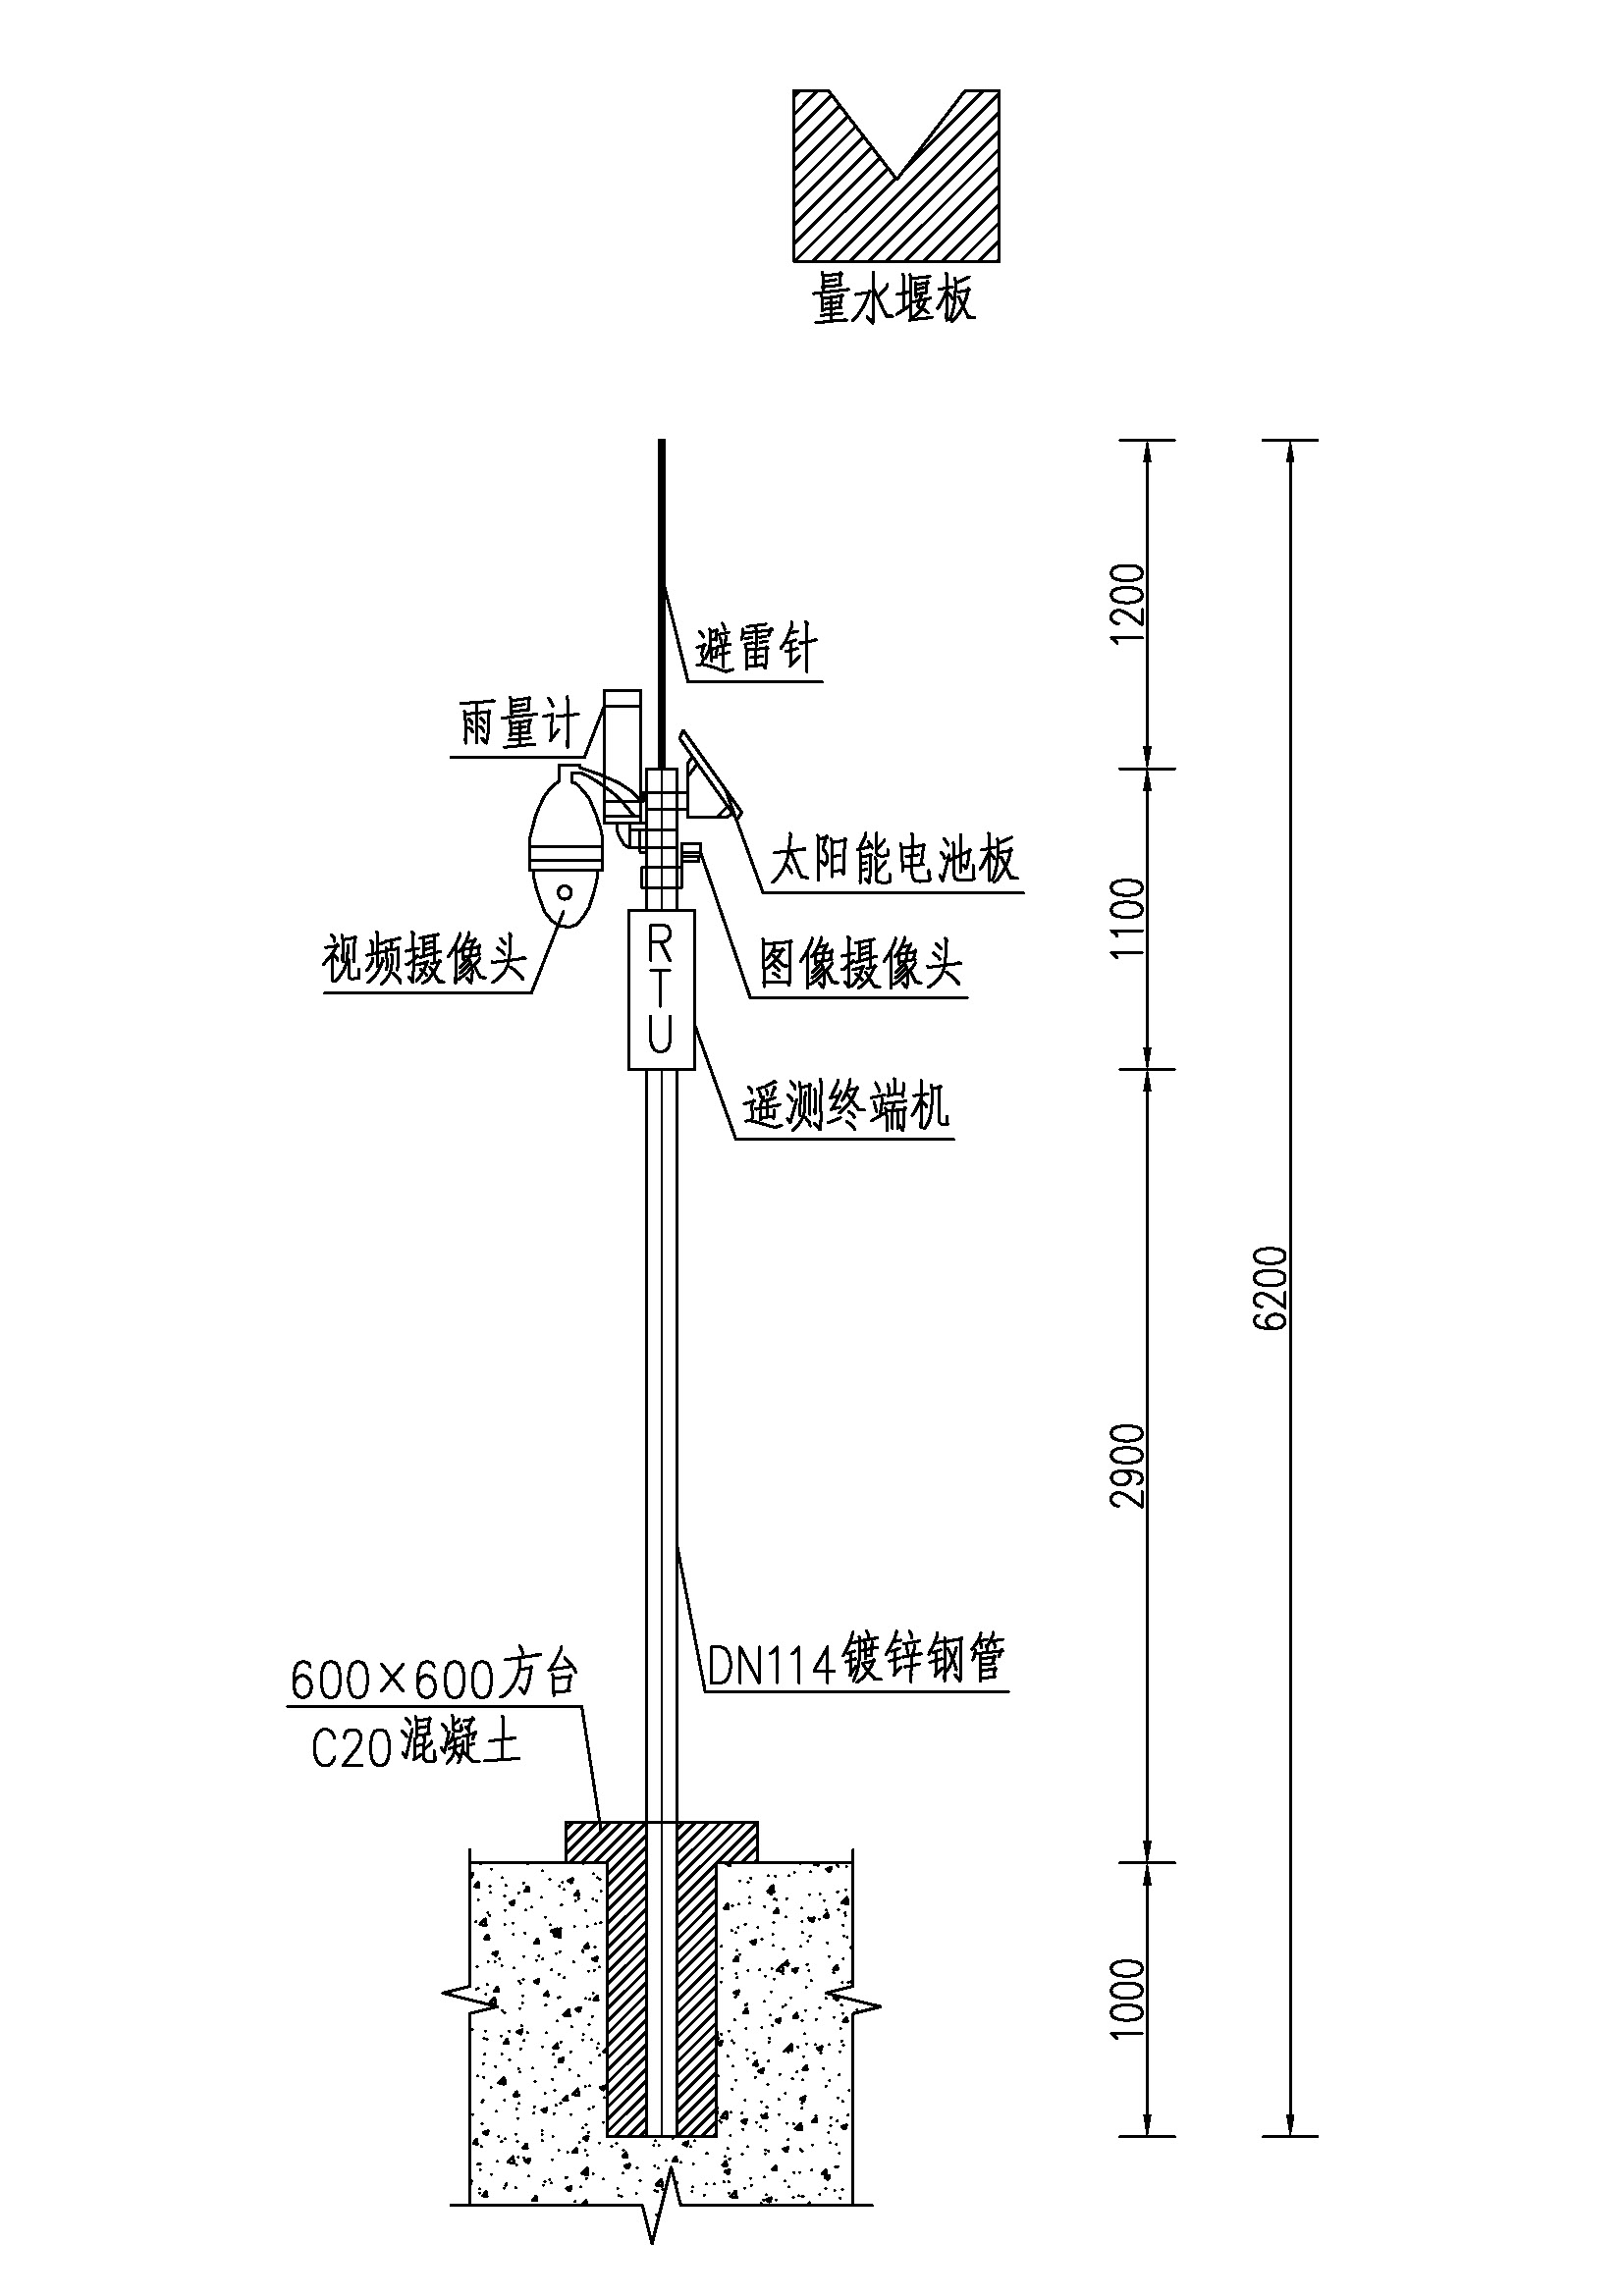 量水堰板
避雷针
雨量计
太阳能电池板
视频摄像头
图像摄像头
R
T
U
遥测终端机
DN114镀锌钢管
600×600方台
C20混凝土
1200
1100
2900
1000
6200